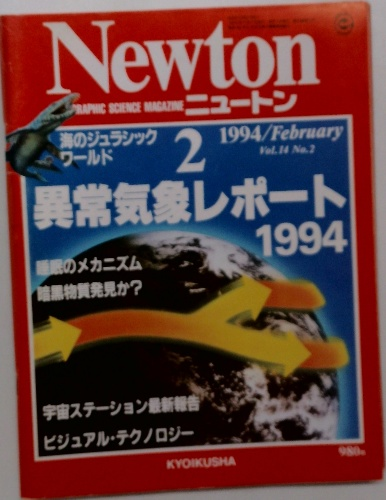 Newton
GRAPHIC SCIENCE MAGAZINE ニュートン
海のジュラシック
ワールド
2
1994/February
Vol.14 No.2
異常気象レポート
1994
睡眠のメカニズム
暗黒物質発見か?
宇宙ステーション最新報告
ビジュアル・テクノロジー
980円
KYOIKUSHA